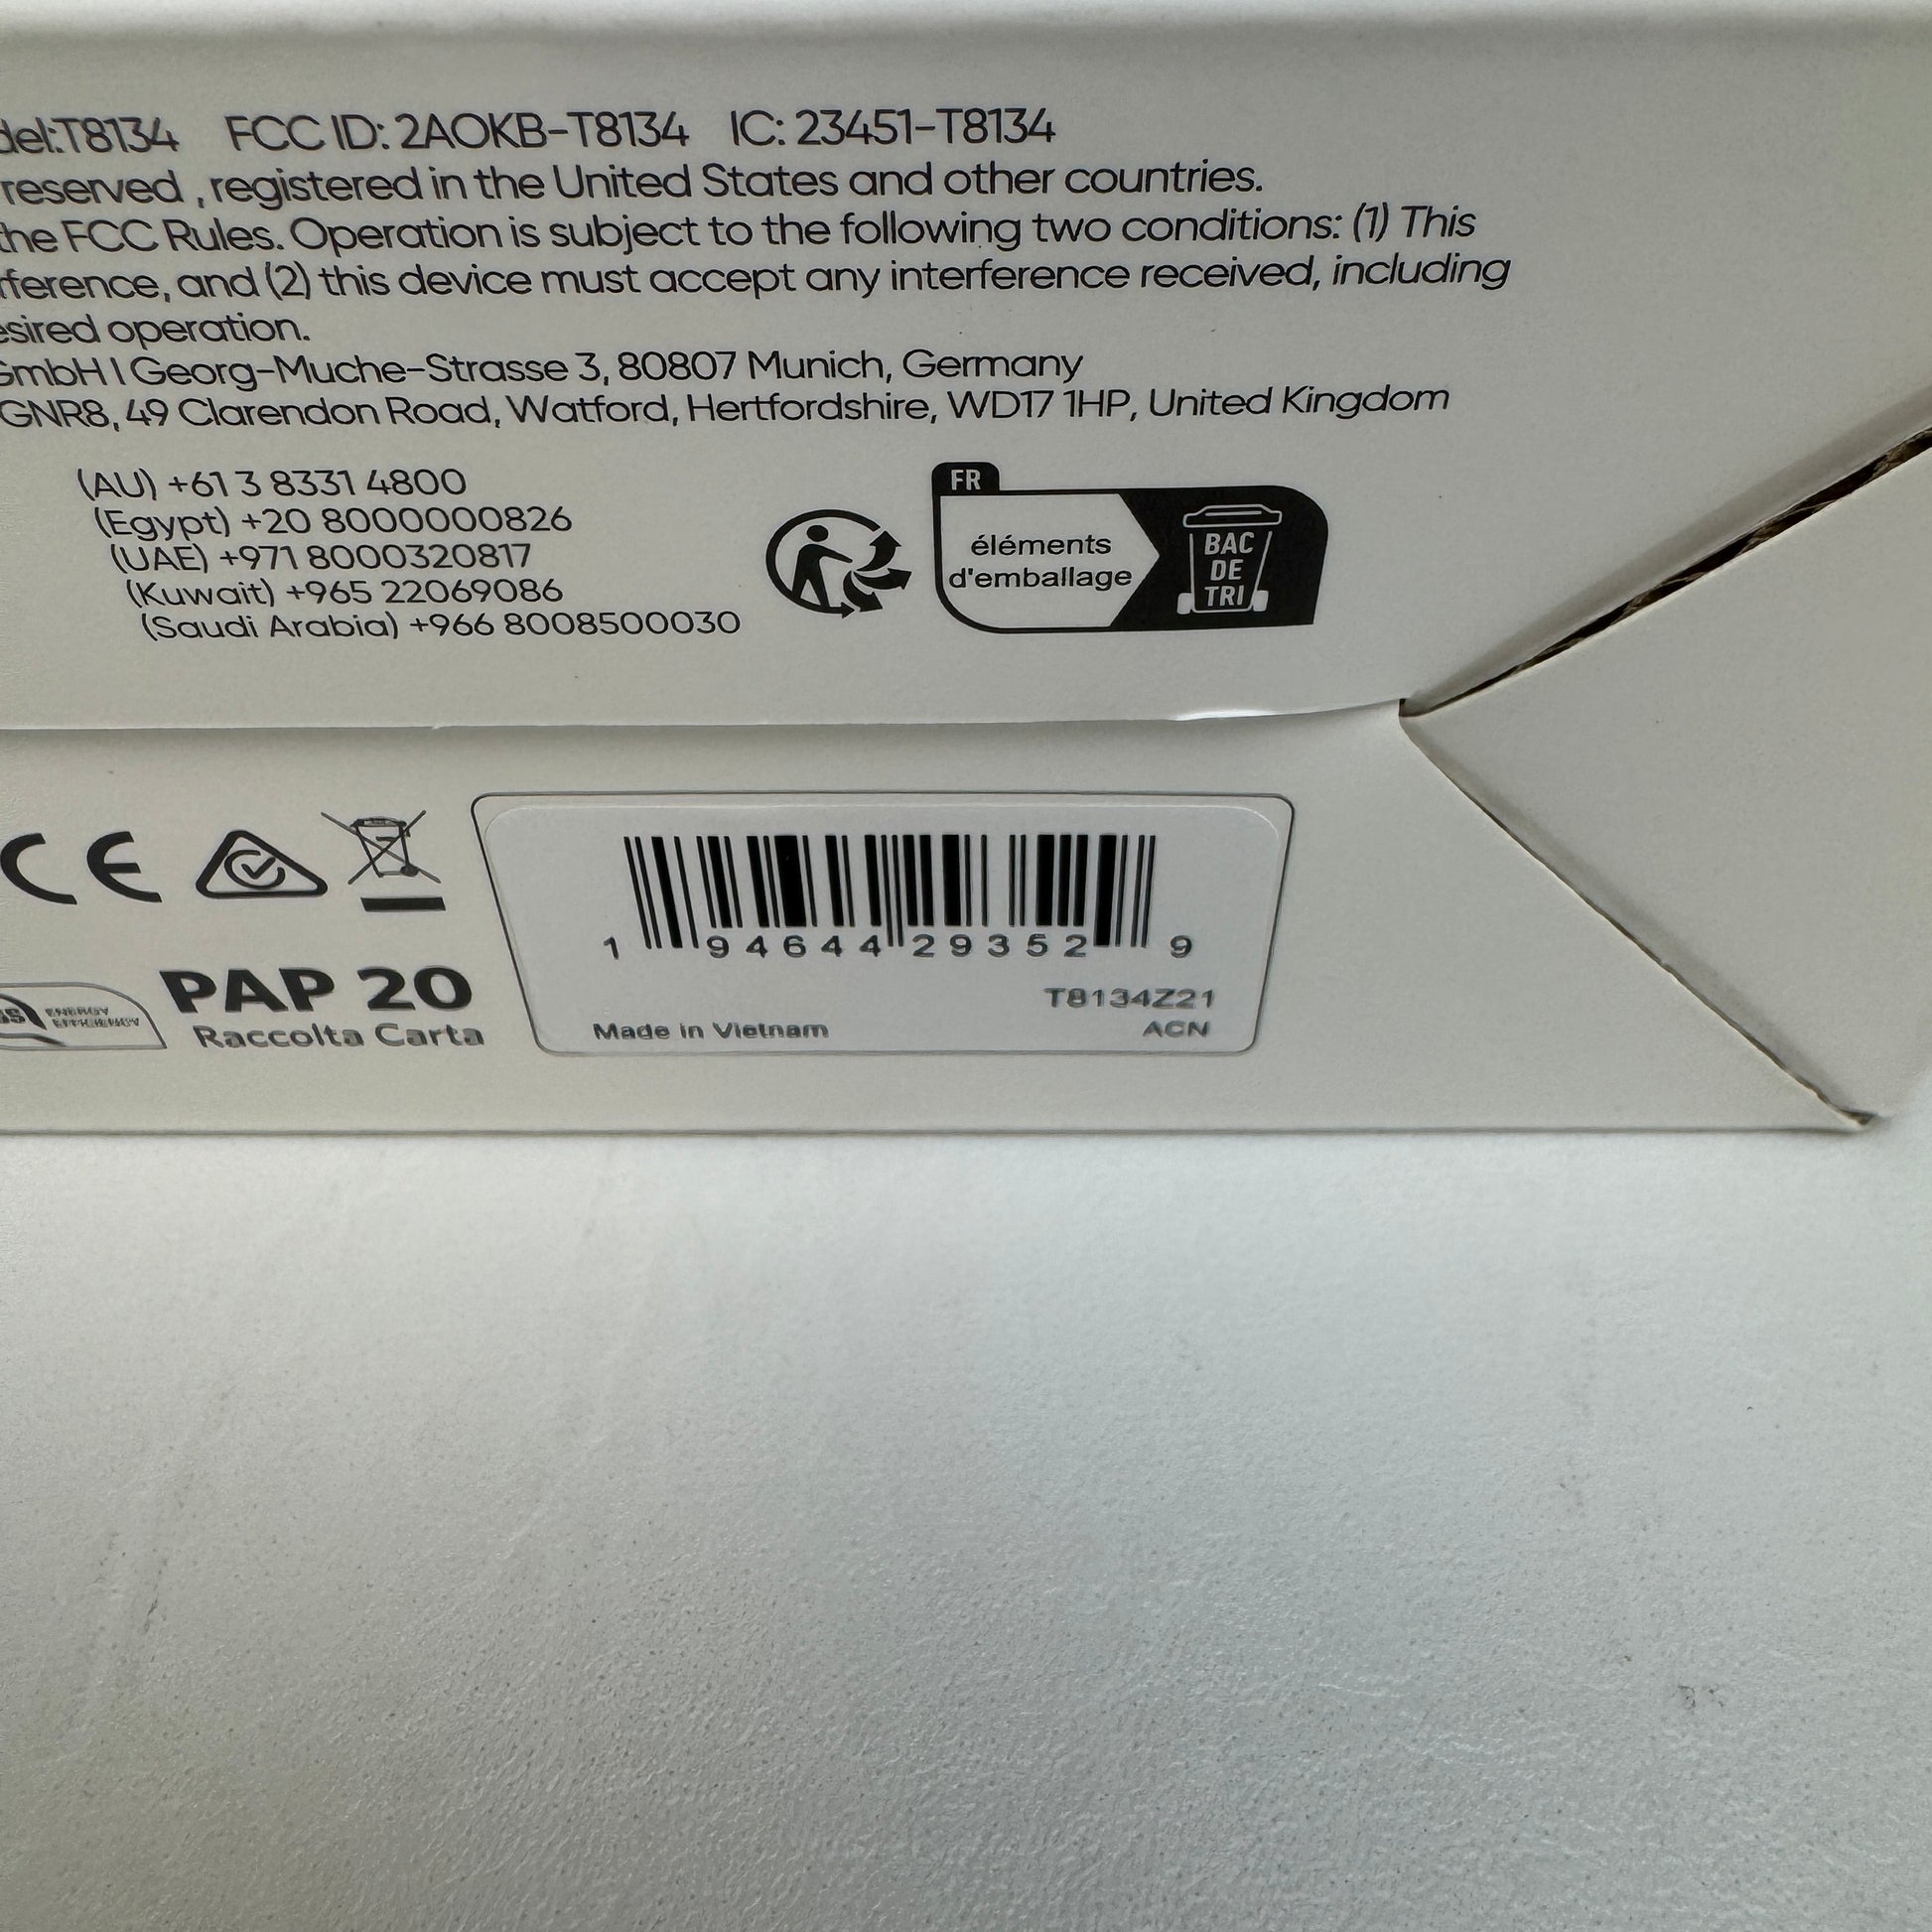 del:T8134 FCC ID: 2AOKB-T8134 IC: 23451-T8134
reserved , registered in the United States and other countries.
the FCC Rules. Operation is subject to the following two conditions: (1) This
rference, and (2) this device must accept any interference received, including
esired operation.
GmbH | Georg-Muche-Strasse 3, 80807 Munich, Germany
GNR8, 49 Clarendon Road, Watford, Hertfordshire, WD17 1HP, United Kingdom
(AU) +61 3 8331 4800
(Egypt) +20 8000000826
(UAE) +971 8000320817
(Kuwait) +965 22069086
(Saudi Arabia) +966 8008500030
FR
éléments
d'emballage
BAC
DE
TRI
CE
ENERGY
EFFICIENCY
PAP 20
Raccolta Carta
1 94644 29352 9
T8134Z21
Made in Vietnam
ACN